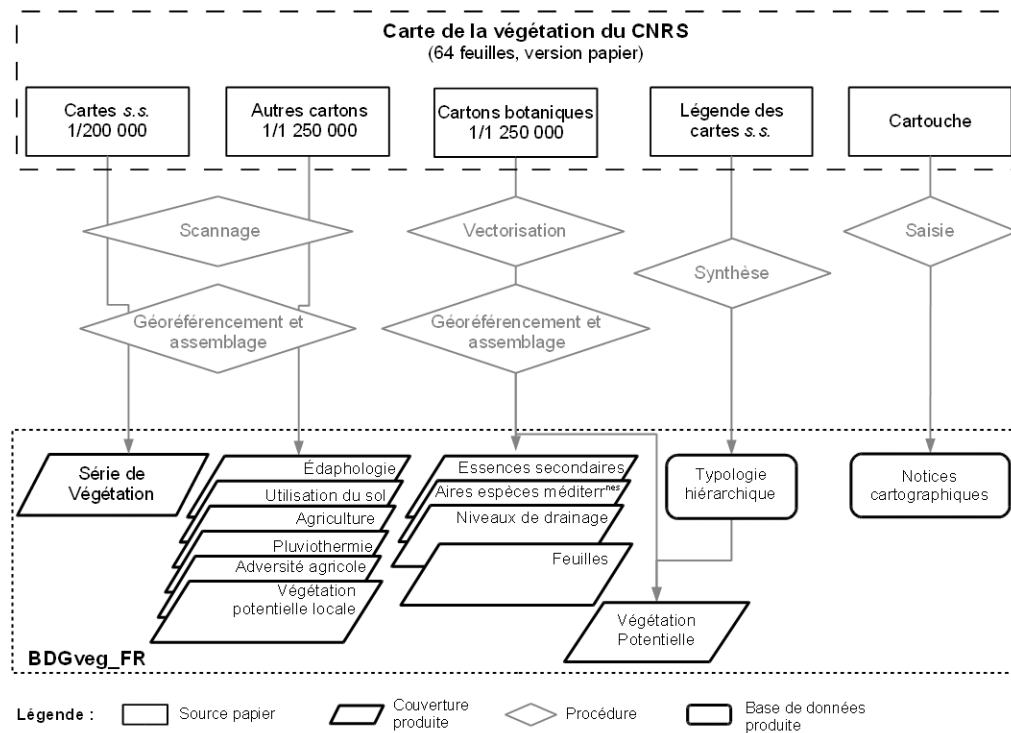 Carte de la végétation du CNRS
(64 feuilles, version papier)
Cartes s.s.
1/200 000
Autres cartons
1/1 250 000
Cartons botaniques
1/1 250 000
Légende des
cartes s.s.
Cartouche
Scannage
Vectorisation
Saisie
Synthèse
Géoréférencement et
assemblage
Géoréférencement et
assemblage
Série de
Végétation
Édaphologie
Utilisation du sol
Agriculture
Pluviothermie
Adversité agricole
Végétation
potentielle locale
Essences secondaires
Aires espèces méditerrⁿᵉˢ
Niveaux de drainage
Feuilles
Typologie
hiérarchique
Notices
cartographiques
Végétation
Potentielle
BDGveg_FR
Légende :
Source papier
Couverture
produite
Procédure
Base de données
produite